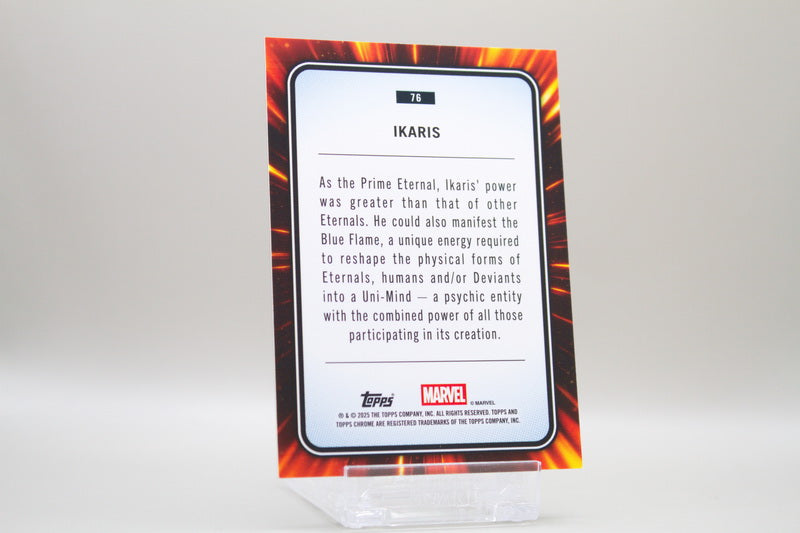 76
IKARIS
As the Prime Eternal, Ikaris' power
was greater than that of other
Eternals. He could also manifest the
Blue Flame, a unique energy required
to reshape the physical forms of
Eternals, humans and/or Deviants
into a Uni-Mind — a psychic entity
with the combined power of all those
participating in its creation.
Topps MARVEL © MARVEL
® & © 2025 THE TOPPS COMPANY, INC. ALL RIGHTS RESERVED. TOPPS AND
TOPPS CHROME ARE REGISTERED TRADEMARKS OF THE TOPPS COMPANY, INC.